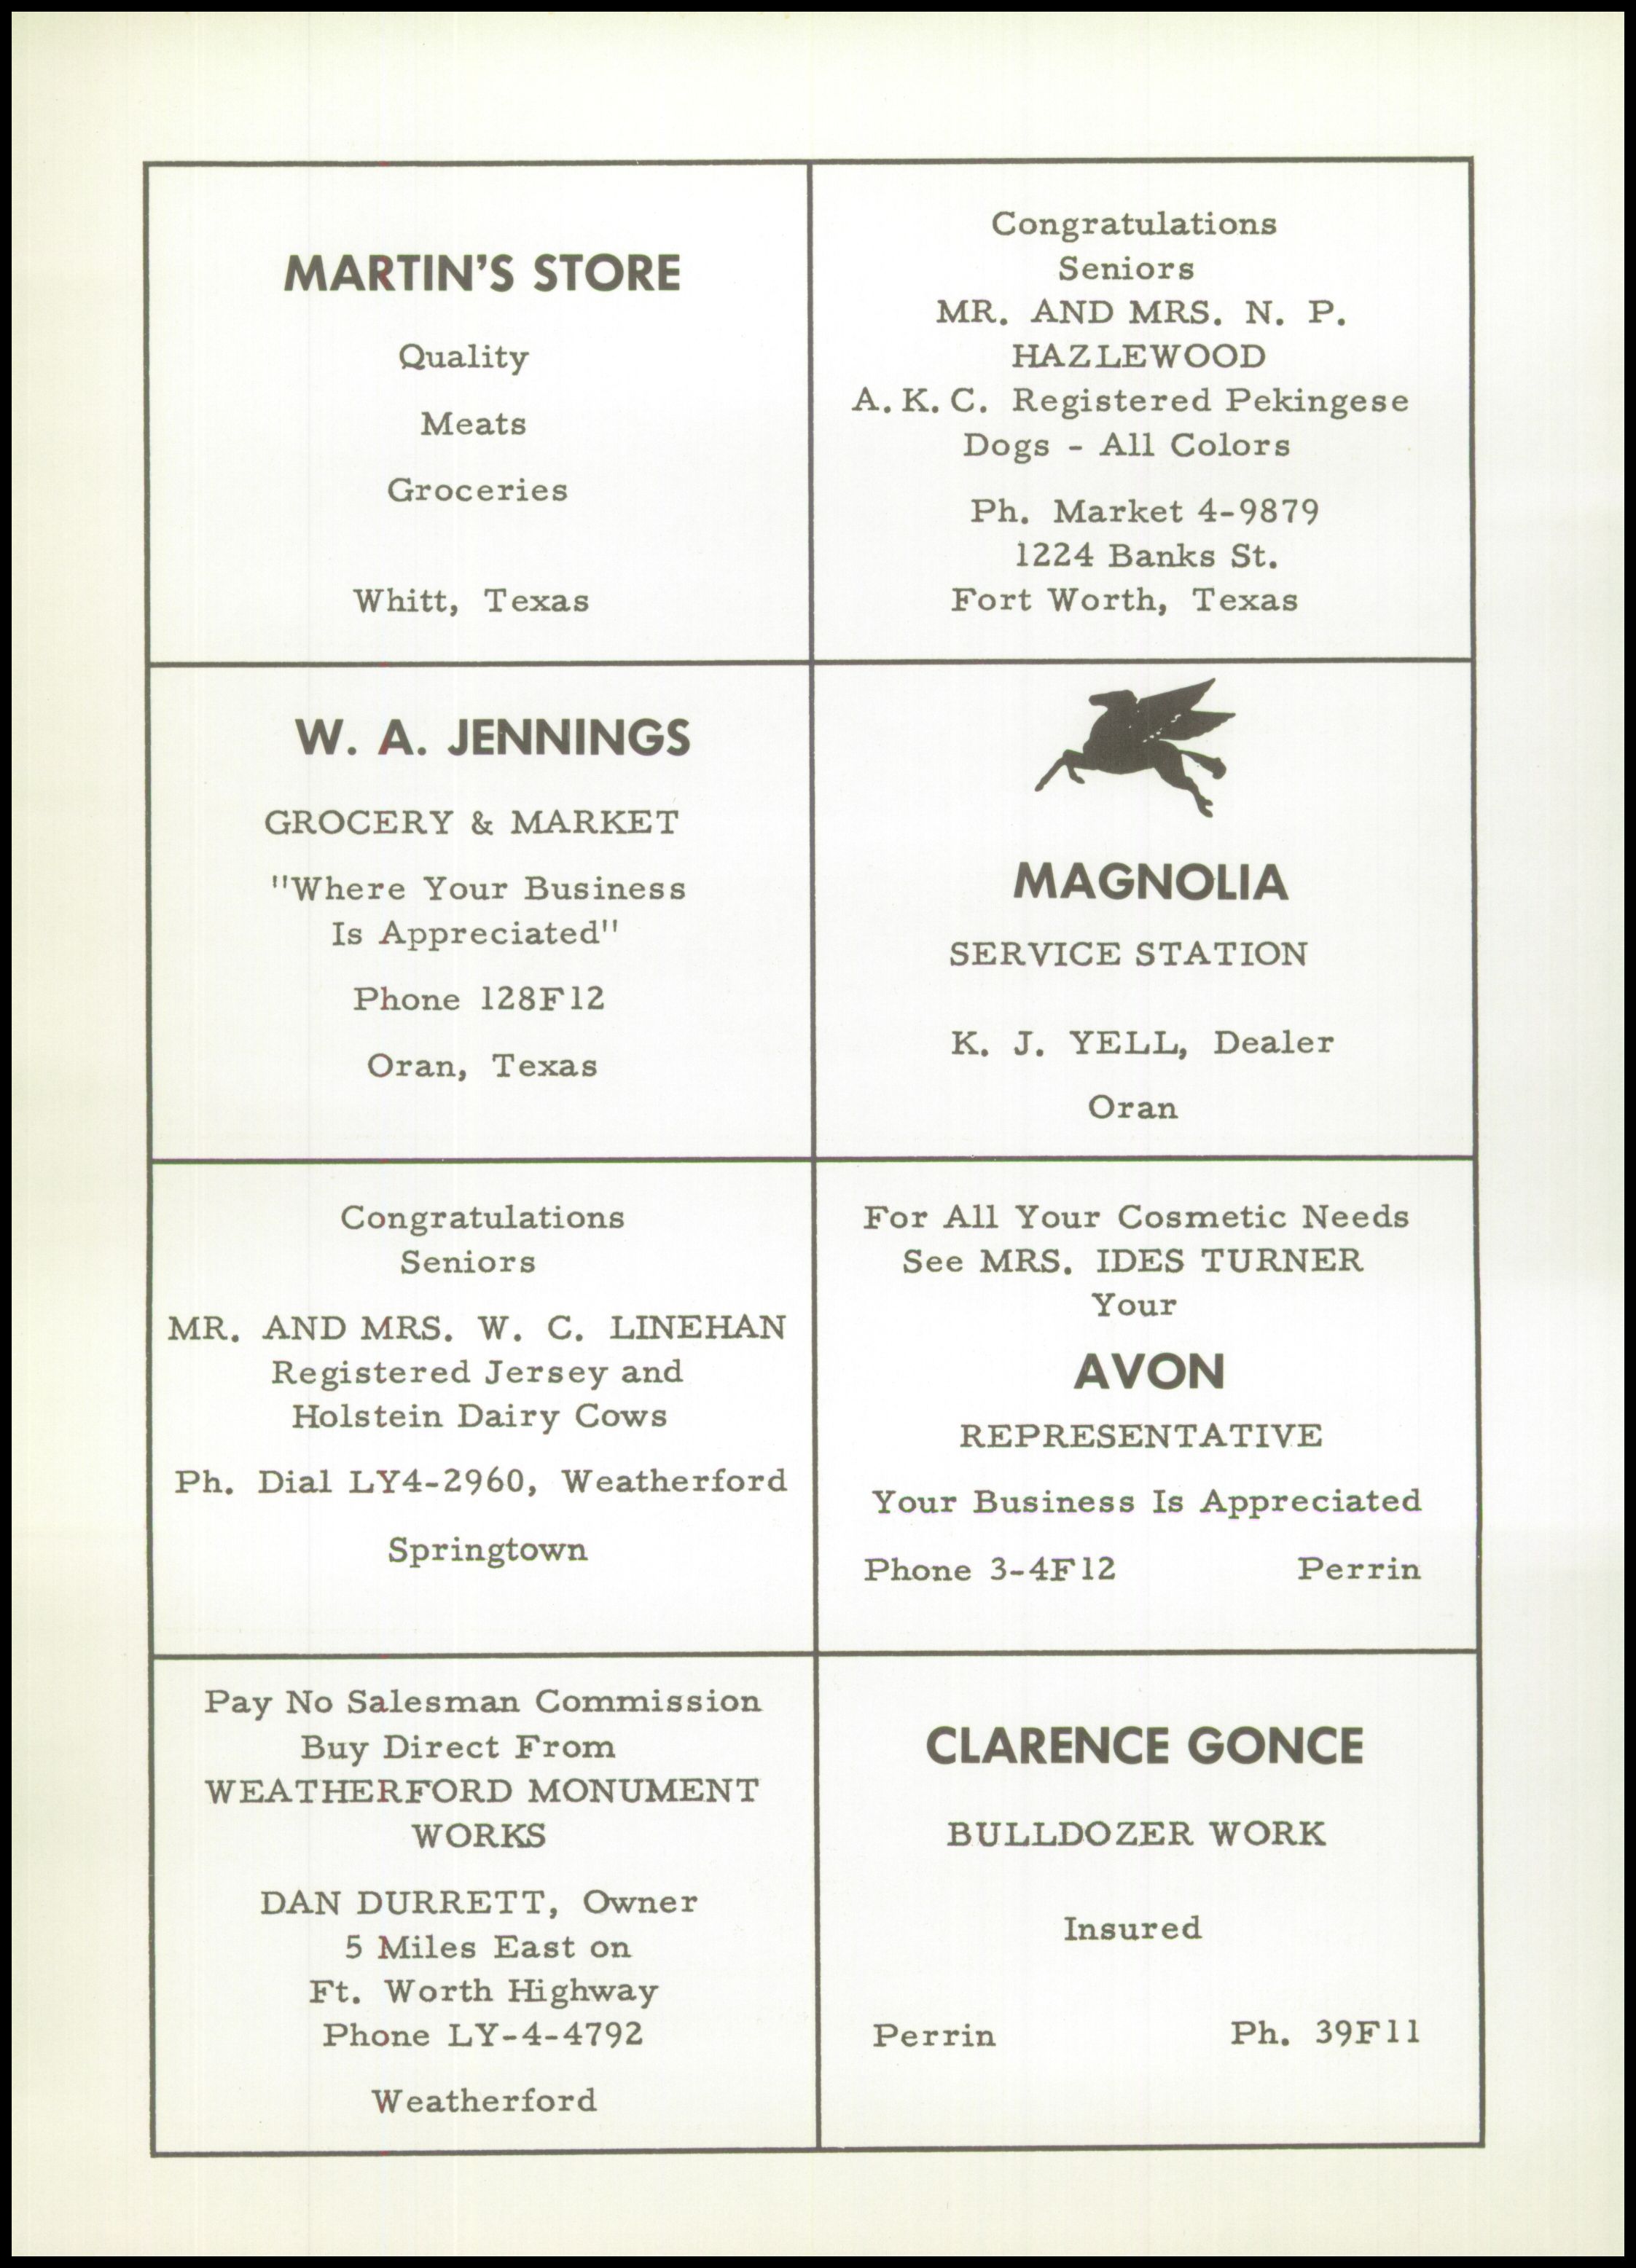 MARTIN'S STORE
Quality
Meats
Groceries
Whitt, Texas
Congratulations
Seniors
MR. AND MRS. N. P.
HAZLEWOOD
A. K. C. Registered Pekingese
Dogs - All Colors
Ph. Market 4-9879
1224 Banks St.
Fort Worth, Texas
W. A. JENNINGS
GROCERY & MARKET
"Where Your Business
Is Appreciated"
Phone 128F12
Oran, Texas
MAGNOLIA
SERVICE STATION
K. J. YELL, Dealer
Oran
Congratulations
Seniors
MR. AND MRS. W. C. LINEHAN
Registered Jersey and
Holstein Dairy Cows
Ph. Dial LY4-2960, Weatherford
Springtown
For All Your Cosmetic Needs
See MRS. IDES TURNER
Your
AVON
REPRESENTATIVE
Your Business Is Appreciated
Phone 3-4F12 Perrin
Pay No Salesman Commission
Buy Direct From
WEATHERFORD MONUMENT
WORKS
DAN DURRETT, Owner
5 Miles East on
Ft. Worth Highway
Phone LY-4-4792
Weatherford
CLARENCE GONCE
BULLDOZER WORK
Insured
Perrin Ph. 39F11